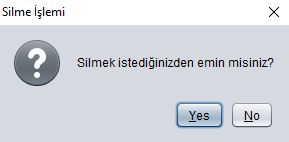 Silme İşlemi
Silmek istediğinizden emin misiniz?
Yes No